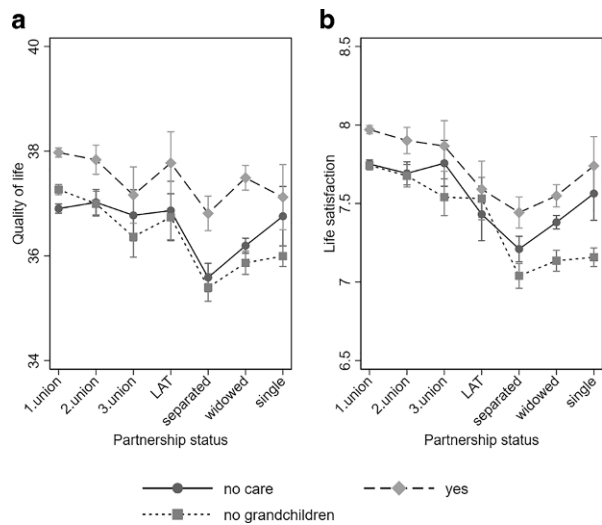 a
b
Quality of life
40
38
36
34
1.union
2.union
3.union
LAT
separated
widowed
single
Partnership status
Life satisfaction
8.5
8
7.5
7
6.5
1.union
2.union
3.union
LAT
separated
widowed
single
Partnership status
no care
yes
no grandchildren